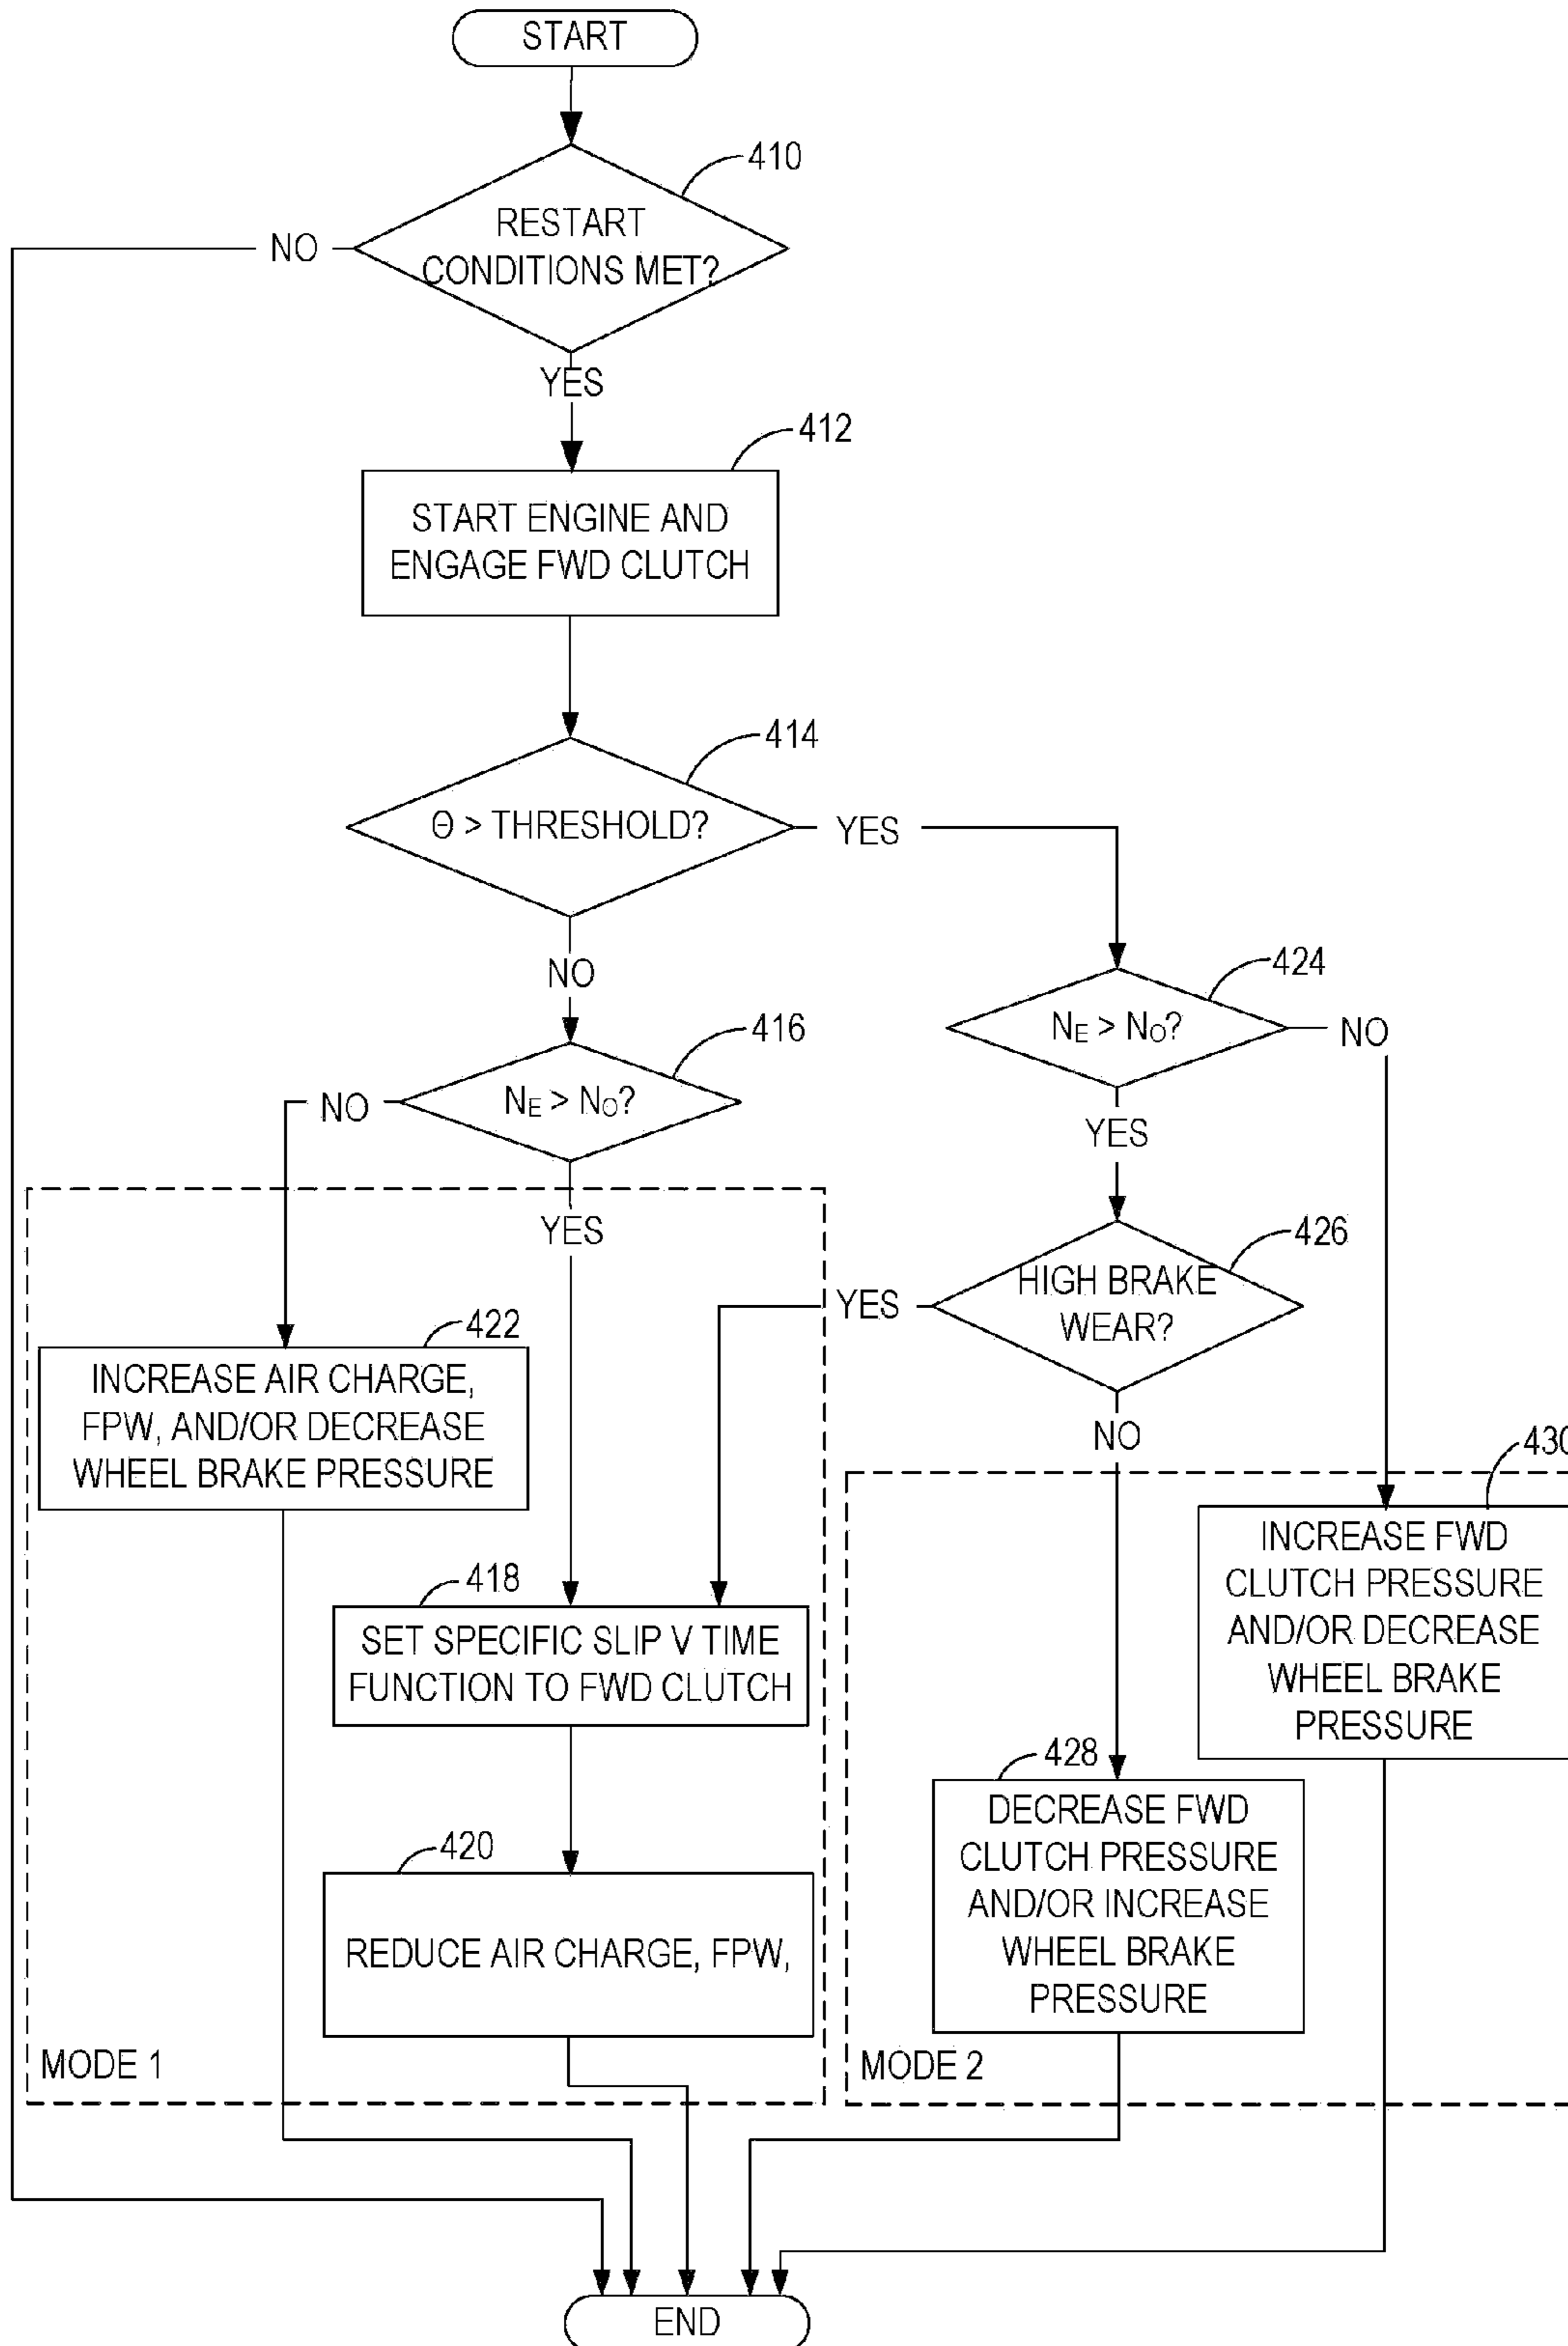 START
410
RESTART
CONDITIONS MET?
NO
YES
412
START ENGINE AND
ENGAGE FWD CLUTCH
414
Θ > THRESHOLD?
YES
NO
424
NE > NO?
NO
416
NE > NO?
NO
YES
YES
426
HIGH BRAKE
WEAR?
YES
NO
422
INCREASE AIR CHARGE,
FPW, AND/OR DECREASE
WHEEL BRAKE PRESSURE
430
INCREASE FWD
CLUTCH PRESSURE
AND/OR DECREASE
WHEEL BRAKE
PRESSURE
418
SET SPECIFIC SLIP V TIME
FUNCTION TO FWD CLUTCH
428
DECREASE FWD
CLUTCH PRESSURE
AND/OR INCREASE
WHEEL BRAKE
PRESSURE
420
REDUCE AIR CHARGE, FPW,
MODE 1
MODE 2
END